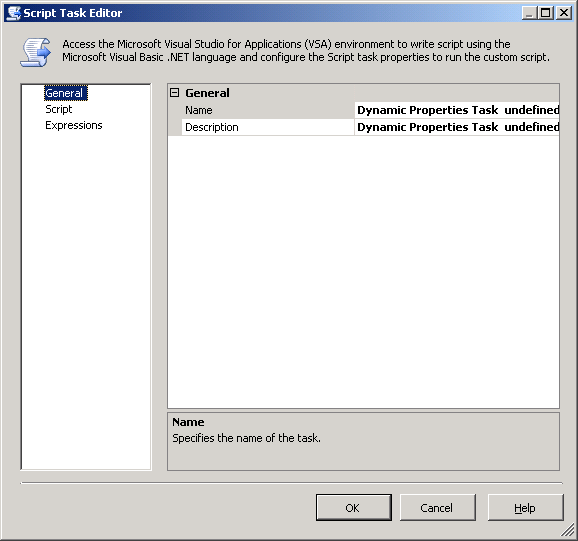 Script Task Editor
Access the Microsoft Visual Studio for Applications (VSA) environment to write script using the
Microsoft Visual Basic .NET language and configure the Script task properties to run the custom script.
General
Script
Expressions
General
Name Dynamic Properties Task undefined
Description Dynamic Properties Task undefined
Name
Specifies the name of the task.
OK Cancel Help